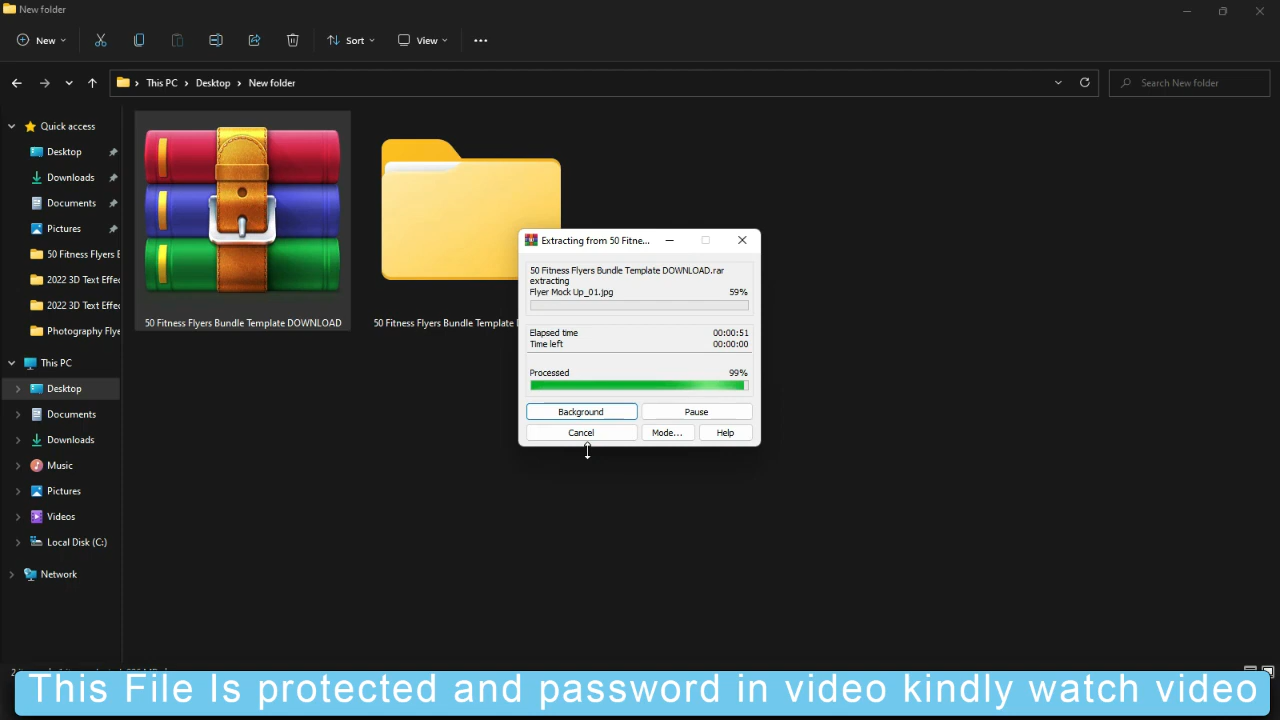 New folder
New
Sort
View
This PC
Desktop
New folder
Search New folder
Quick access
Desktop
Downloads
Documents
Pictures
50 Fitness Flyers
2022 3D Text Effe
2022 3D Text Effe
Photography Flye
This PC
Desktop
Documents
Downloads
Music
Pictures
Videos
Local Disk (C:)
Network
50 Fitness Flyers Bundle Template DOWNLOAD
50 Fitness Flyers Bundle Template
Extracting from 50 Fitne...
50 Fitness Flyers Bundle Template DOWNLOAD.rar
extracting
Flyer Mock Up_01.jpg 59%
Elapsed time 00:00:51
Time left 00:00:00
Processed 99%
Background Pause
Cancel Mode... Help
This File Is protected and password in video kindly watch video